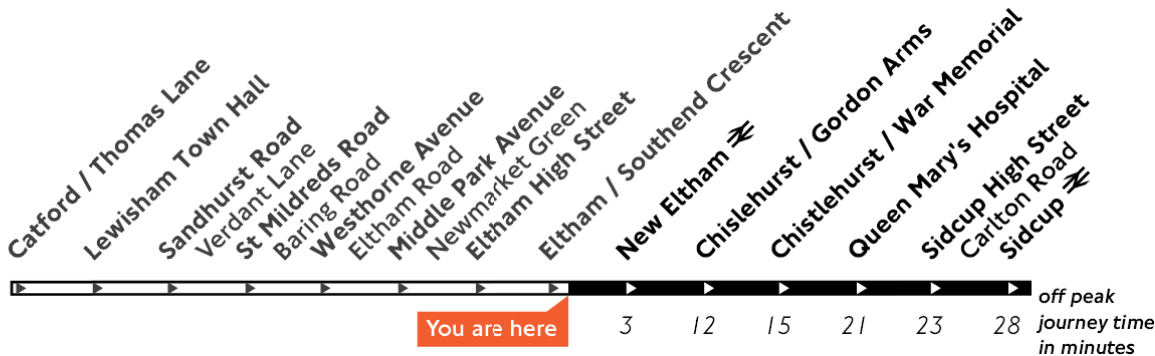 Catford / Thomas Lane
Lewisham Town Hall
Sandhurst Road
Verdant Lane
St Mildreds Road
Baring Road
Westhorne Avenue
Eltham Road
Middle Park Avenue
Newmarket Green
Eltham High Street
Eltham / Southend Crescent
New Eltham
Chislehurst / Gordon Arms
Chistlehurst / War Memorial
Queen Mary's Hospital
Sidcup High Street
Carlton Road
Sidcup
You are here
3 12 15 21 23 28
off peak
journey time
in minutes